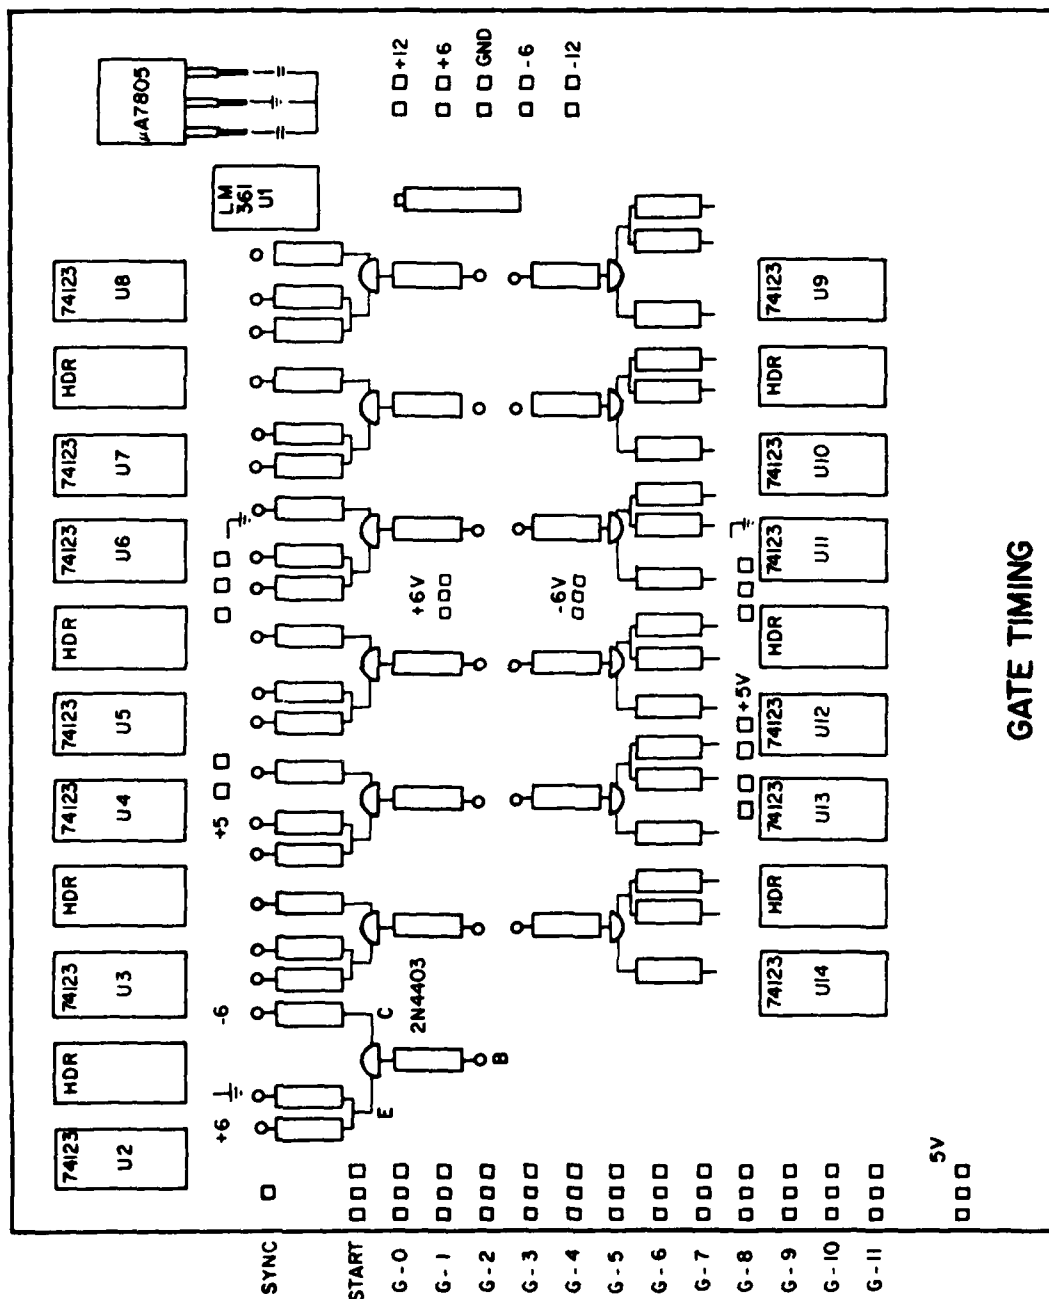 74123 U2
HDR
74123 U3
HDR
74123 U4
74123 U5
HDR
74123 U6
74123 U7
HDR
74123 U8
LM
361
U1
µA7805
+6
-6
+5
E
C
B
2N4403
+6V
-6V
+12
+6
GND
-6
-12
+5V
74123 U14
HDR
74123 U13
74123 U12
HDR
74123 U11
74123 U10
HDR
74123 U9
SYNC
START
G-0
G-1
G-2
G-3
G-4
G-5
G-6
G-7
G-8
G-9
G-10
G-11
5V
GATE TIMING